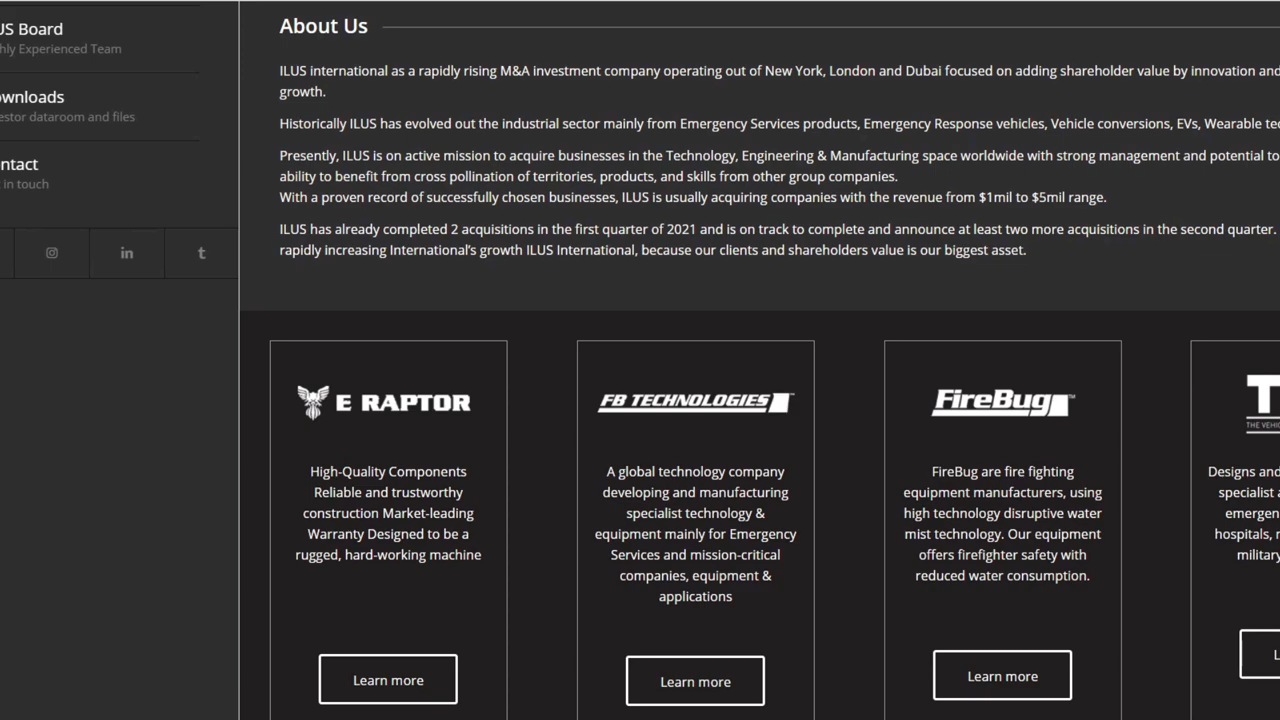 US Board
hly Experienced Team
wnloads
estor dataroom and files
ntact
in touch
About Us
ILUS international as a rapidly rising M&A investment company operating out of New York, London and Dubai focused on adding shareholder value by innovation and
growth.
Historically ILUS has evolved out the industrial sector mainly from Emergency Services products, Emergency Response vehicles, Vehicle conversions, EVs, Wearable tec
Presently, ILUS is on active mission to acquire businesses in the Technology, Engineering & Manufacturing space worldwide with strong management and potential to
ability to benefit from cross pollination of territories, products, and skills from other group companies.
With a proven record of successfully chosen businesses, ILUS is usually acquiring companies with the revenue from $1mil to $5mil range.
ILUS has already completed 2 acquisitions in the first quarter of 2021 and is on track to complete and announce at least two more acquisitions in the second quarter.
rapidly increasing International's growth ILUS International, because our clients and shareholders value is our biggest asset.
E RAPTOR
High-Quality Components
Reliable and trustworthy
construction Market-leading
Warranty Designed to be a
rugged, hard-working machine
Learn more
FB TECHNOLOGIES
A global technology company
developing and manufacturing
specialist technology &
equipment mainly for Emergency
Services and mission-critical
companies, equipment &
applications
Learn more
FireBug™
FireBug are fire fighting
equipment manufacturers, using
high technology disruptive water
mist technology. Our equipment
offers firefighter safety with
reduced water consumption.
Learn more
T
THE VEHIC
Designs and
specialist a
emergen
hospitals, m
military
L